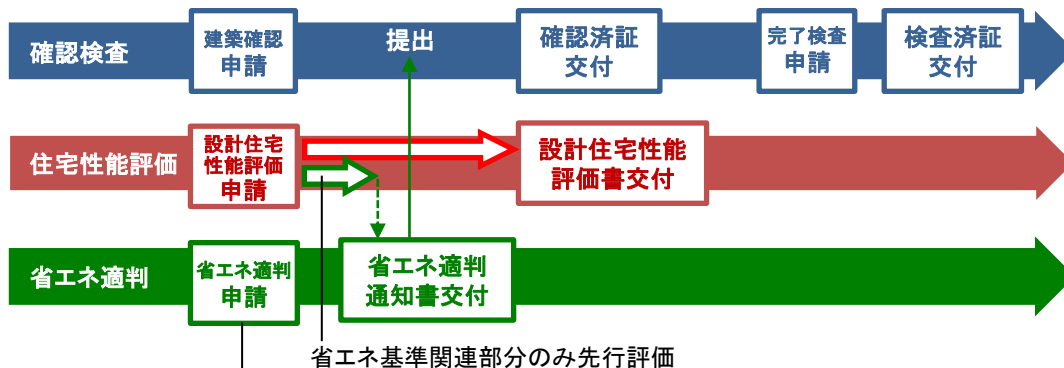 確認検査
建築確認
申請
提出
確認済証
交付
完了検査
申請
検査済証
交付
住宅性能評価
設計住宅
性能評価
申請
設計住宅性能
評価書交付
省エネ適判
省エネ適判
申請
省エネ適判
通知書交付
省エネ基準関連部分のみ先行評価